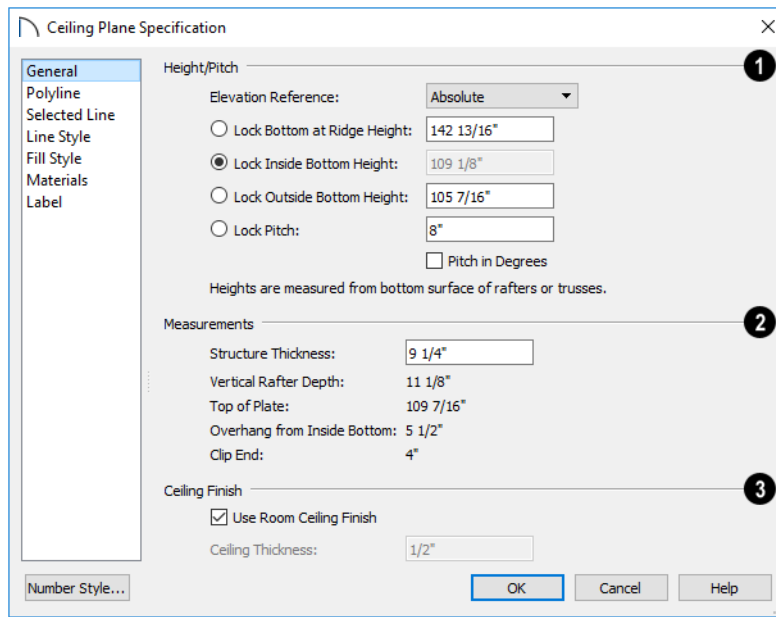 Ceiling Plane Specification
General
Polyline
Selected Line
Line Style
Fill Style
Materials
Label
Height/Pitch 1
Elevation Reference: Absolute
Lock Bottom at Ridge Height: 142 13/16"
Lock Inside Bottom Height: 109 1/8"
Lock Outside Bottom Height: 105 7/16"
Lock Pitch: 8"
Pitch in Degrees
Heights are measured from bottom surface of rafters or trusses.
Measurements 2
Structure Thickness: 9 1/4"
Vertical Rafter Depth: 11 1/8"
Top of Plate: 109 7/16"
Overhang from Inside Bottom: 5 1/2"
Clip End: 4"
Ceiling Finish 3
Use Room Ceiling Finish
Ceiling Thickness: 1/2"
Number Style... OK Cancel Help